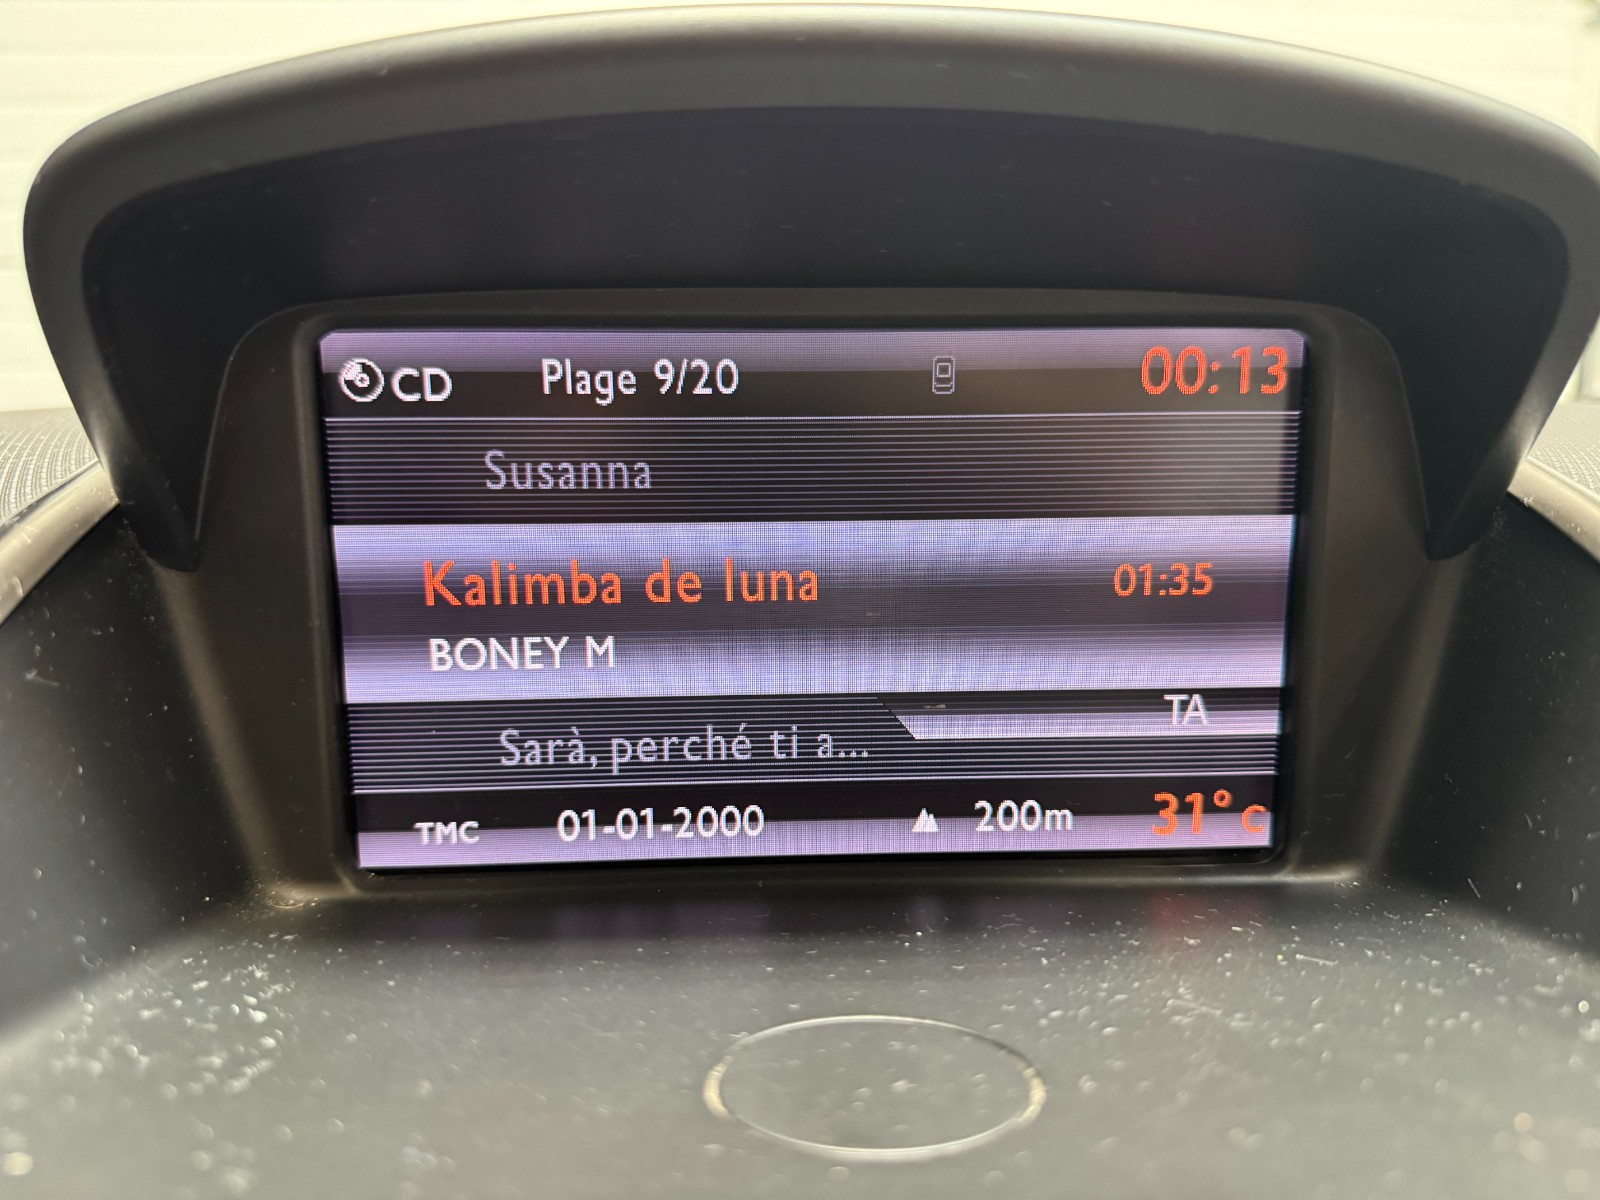 CD Plage 9/20 00:13
Susanna
Kalimba de luna 01:35
BONEY M
TA
Sarà, perché ti a...
TMC 01-01-2000 200m 31° c